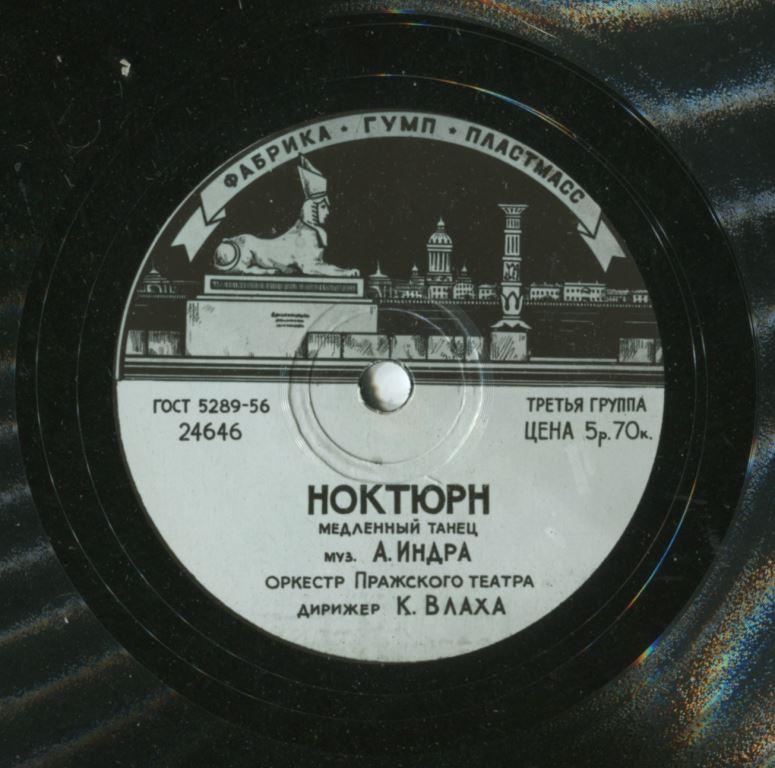 ФАБРИКА * ГУМП * ПЛАСТМАСС
ГОСТ 5289-56
24646
ТРЕТЬЯ ГРУППА
ЦЕНА 5р.70к.
НОКТЮРН
МЕДЛЕННЫЙ ТАНЕЦ
муз. А. ИНДРА
ОРКЕСТР ПРАЖСКОГО ТЕАТРА
ДИРИЖЕР К. ВЛАХА